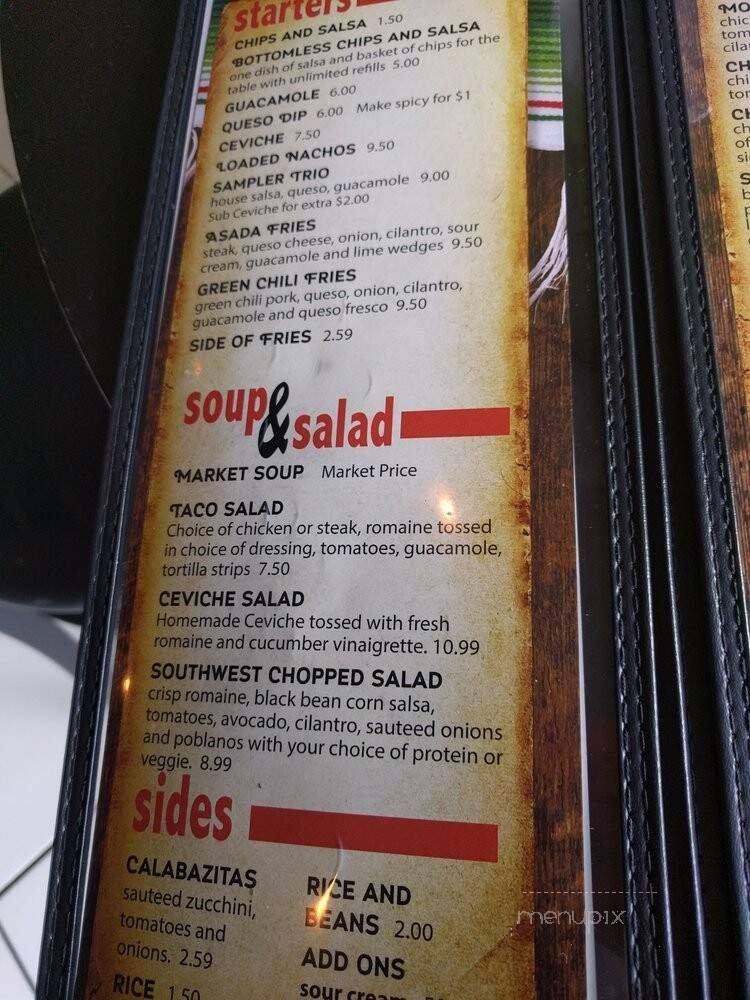 starters
CHIPS AND SALSA 1.50
BOTTOMLESS CHIPS AND SALSA
one dish of salsa and basket of chips for the
table with unlimited refills 5.00
GUACAMOLE 6.00
QUESO DIP 6.00 Make spicy for $1
CEVICHE 7.50
LOADED NACHOS 9.50
SAMPLER TRIO
house salsa, queso, guacamole 9.00
Sub Ceviche for extra $2.00
ASADA FRIES
steak, queso cheese, onion, cilantro, sour
cream, guacamole and lime wedges 9.50
GREEN CHILI FRIES
green chili pork, queso, onion, cilantro,
guacamole and queso fresco 9.50
SIDE OF FRIES 2.59
soup & salad
MARKET SOUP Market Price
TACO SALAD
Choice of chicken or steak, romaine tossed
in choice of dressing, tomatoes, guacamole,
tortilla strips 7.50
CEVICHE SALAD
Homemade Ceviche tossed with fresh
romaine and cucumber vinaigrette. 10.99
SOUTHWEST CHOPPED SALAD
crisp romaine, black bean corn salsa,
tomatoes, avocado, cilantro, sauteed onions
and poblanos with your choice of protein or
veggie. 8.99
sides
CALABAZITAS
sauteed zucchini,
tomatoes and
onions. 2.59
RICE 1.50
RICE AND
BEANS 2.00
ADD ONS
sour cream
menupix